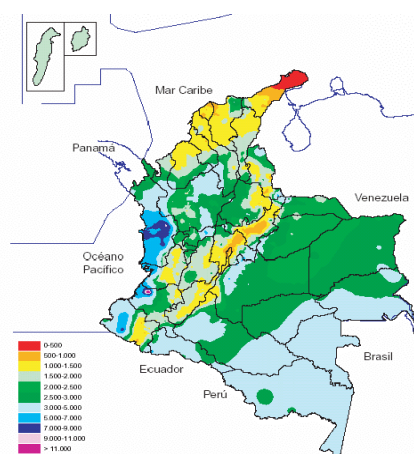 Mar Caribe
Panamá
Venezuela
Océano
Pacífico
Ecuador
Brasil
Perú
0-500
500-1.000
1.000-1.500
1.500-2.000
2.000-2.500
2.500-3.000
3.000-5.000
5.000-7.000
7.000-9.000
9.000-11.000
> 11.000